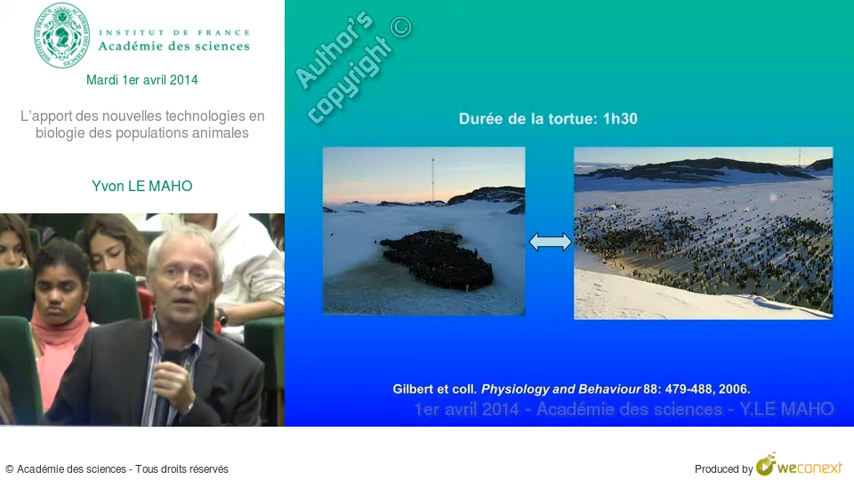 INSTITUT DE FRANCE
Académie des sciences
Mardi 1er avril 2014
L'apport des nouvelles technologies en
biologie des populations animales
Yvon LE MAHO
Author's
copyright ©
Durée de la tortue: 1h30
Gilbert et coll. Physiology and Behaviour 88: 479-488, 2006.
1er avril 2014 - Académie des sciences - Y.LE MAHO
© Académie des sciences - Tous droits réservés
Produced by weconext